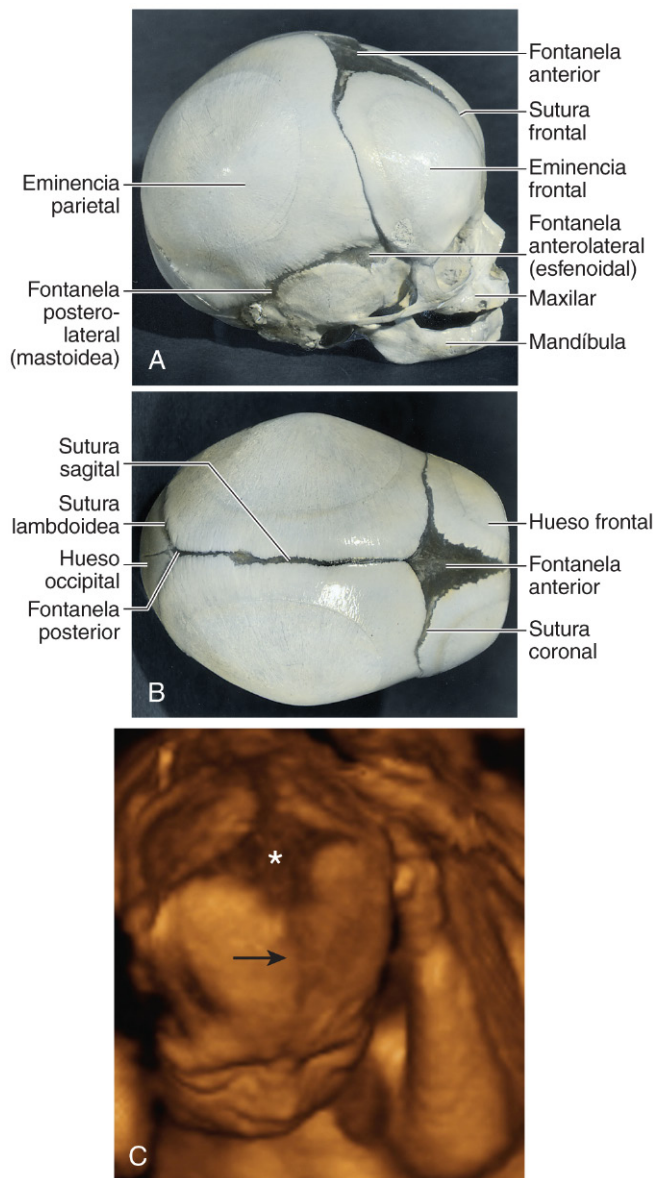 Fontanela
anterior
Sutura
frontal
Eminencia
frontal
Eminencia
parietal
Fontanela
anterolateral
(esfenoidal)
Fontanela
postero-
lateral
(mastoidea)
Maxilar
Mandíbula
A
Sutura
sagital
Sutura
lambdoidea
Hueso
occipital
Fontanela
posterior
Hueso frontal
Fontanela
anterior
Sutura
coronal
B
*
C